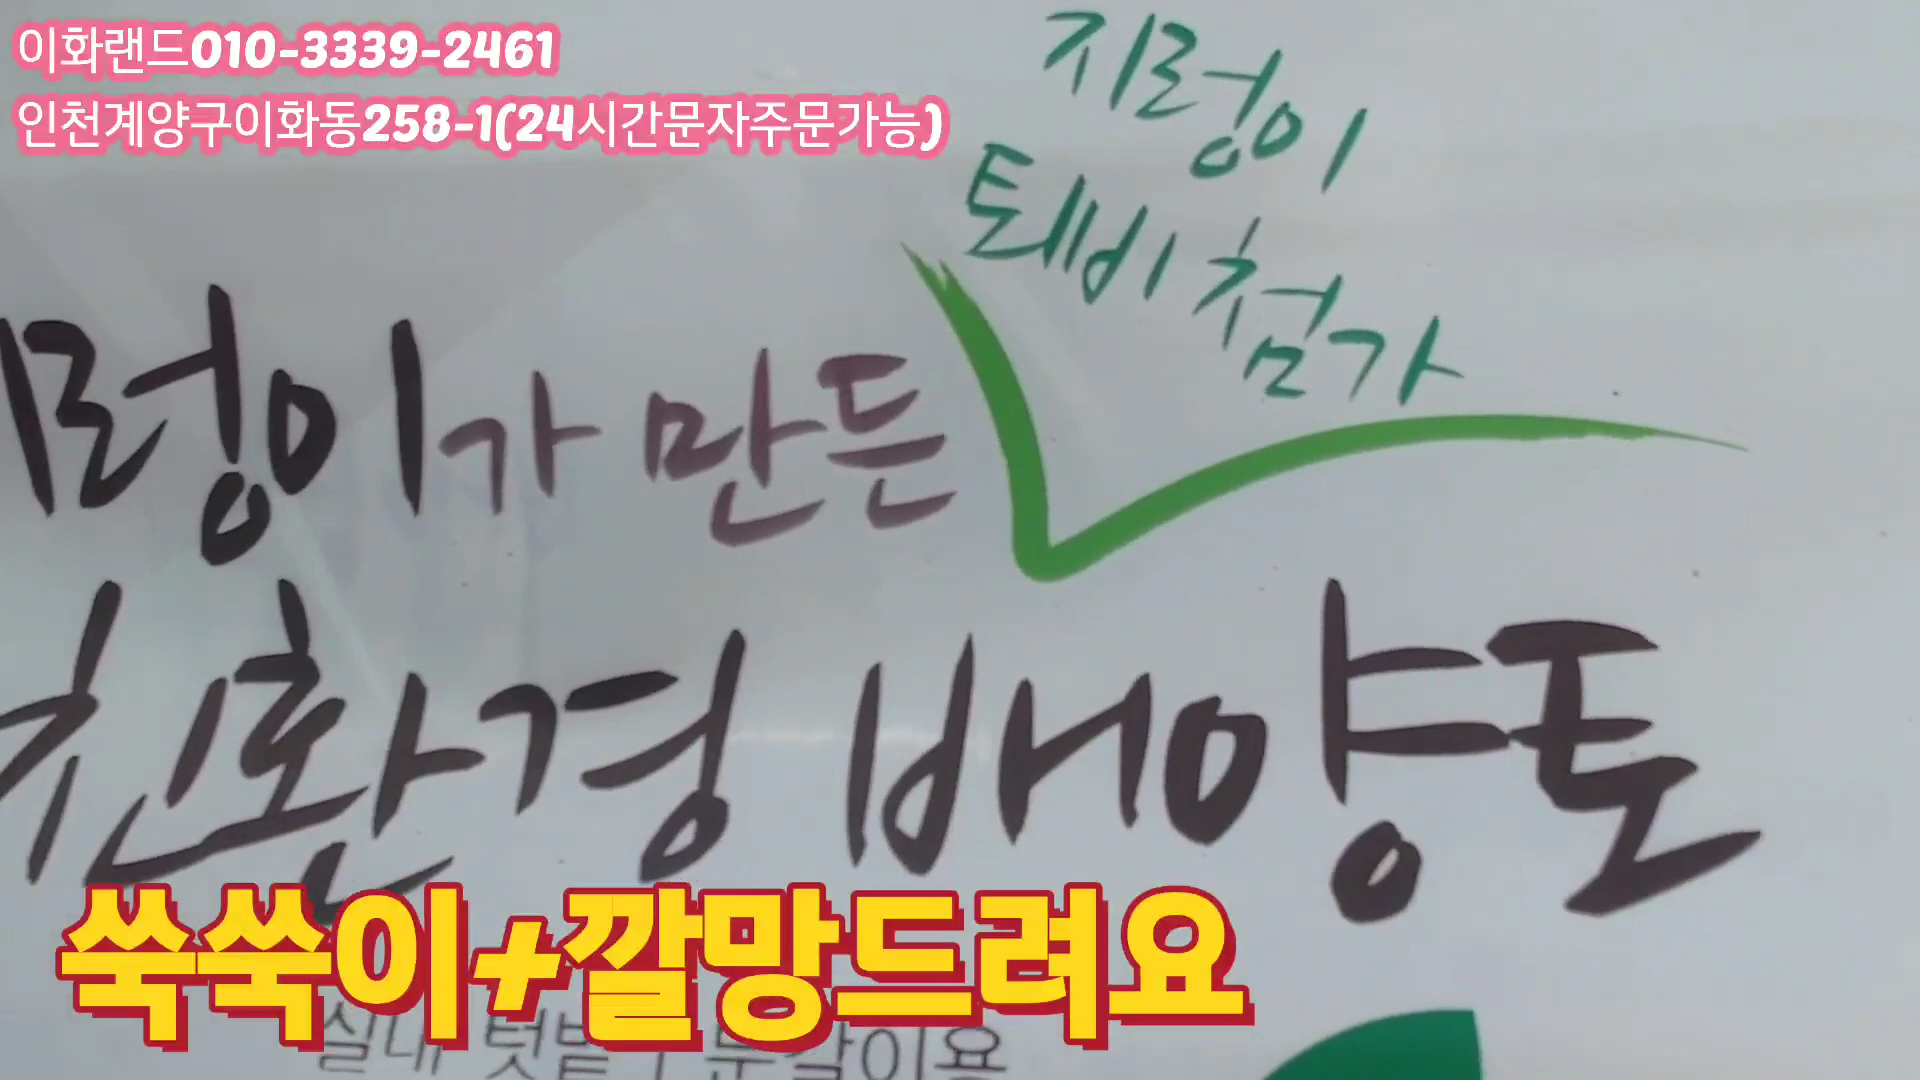 이화랜드010-3339-2461
인천계양구이화동258-1(24시간문자주문가능)
지렁이
퇴비 첨가
지렁이가 만든
친환경 배양토
쑥쑥이+깔망드려요
실내 텃밭, 분갈이용